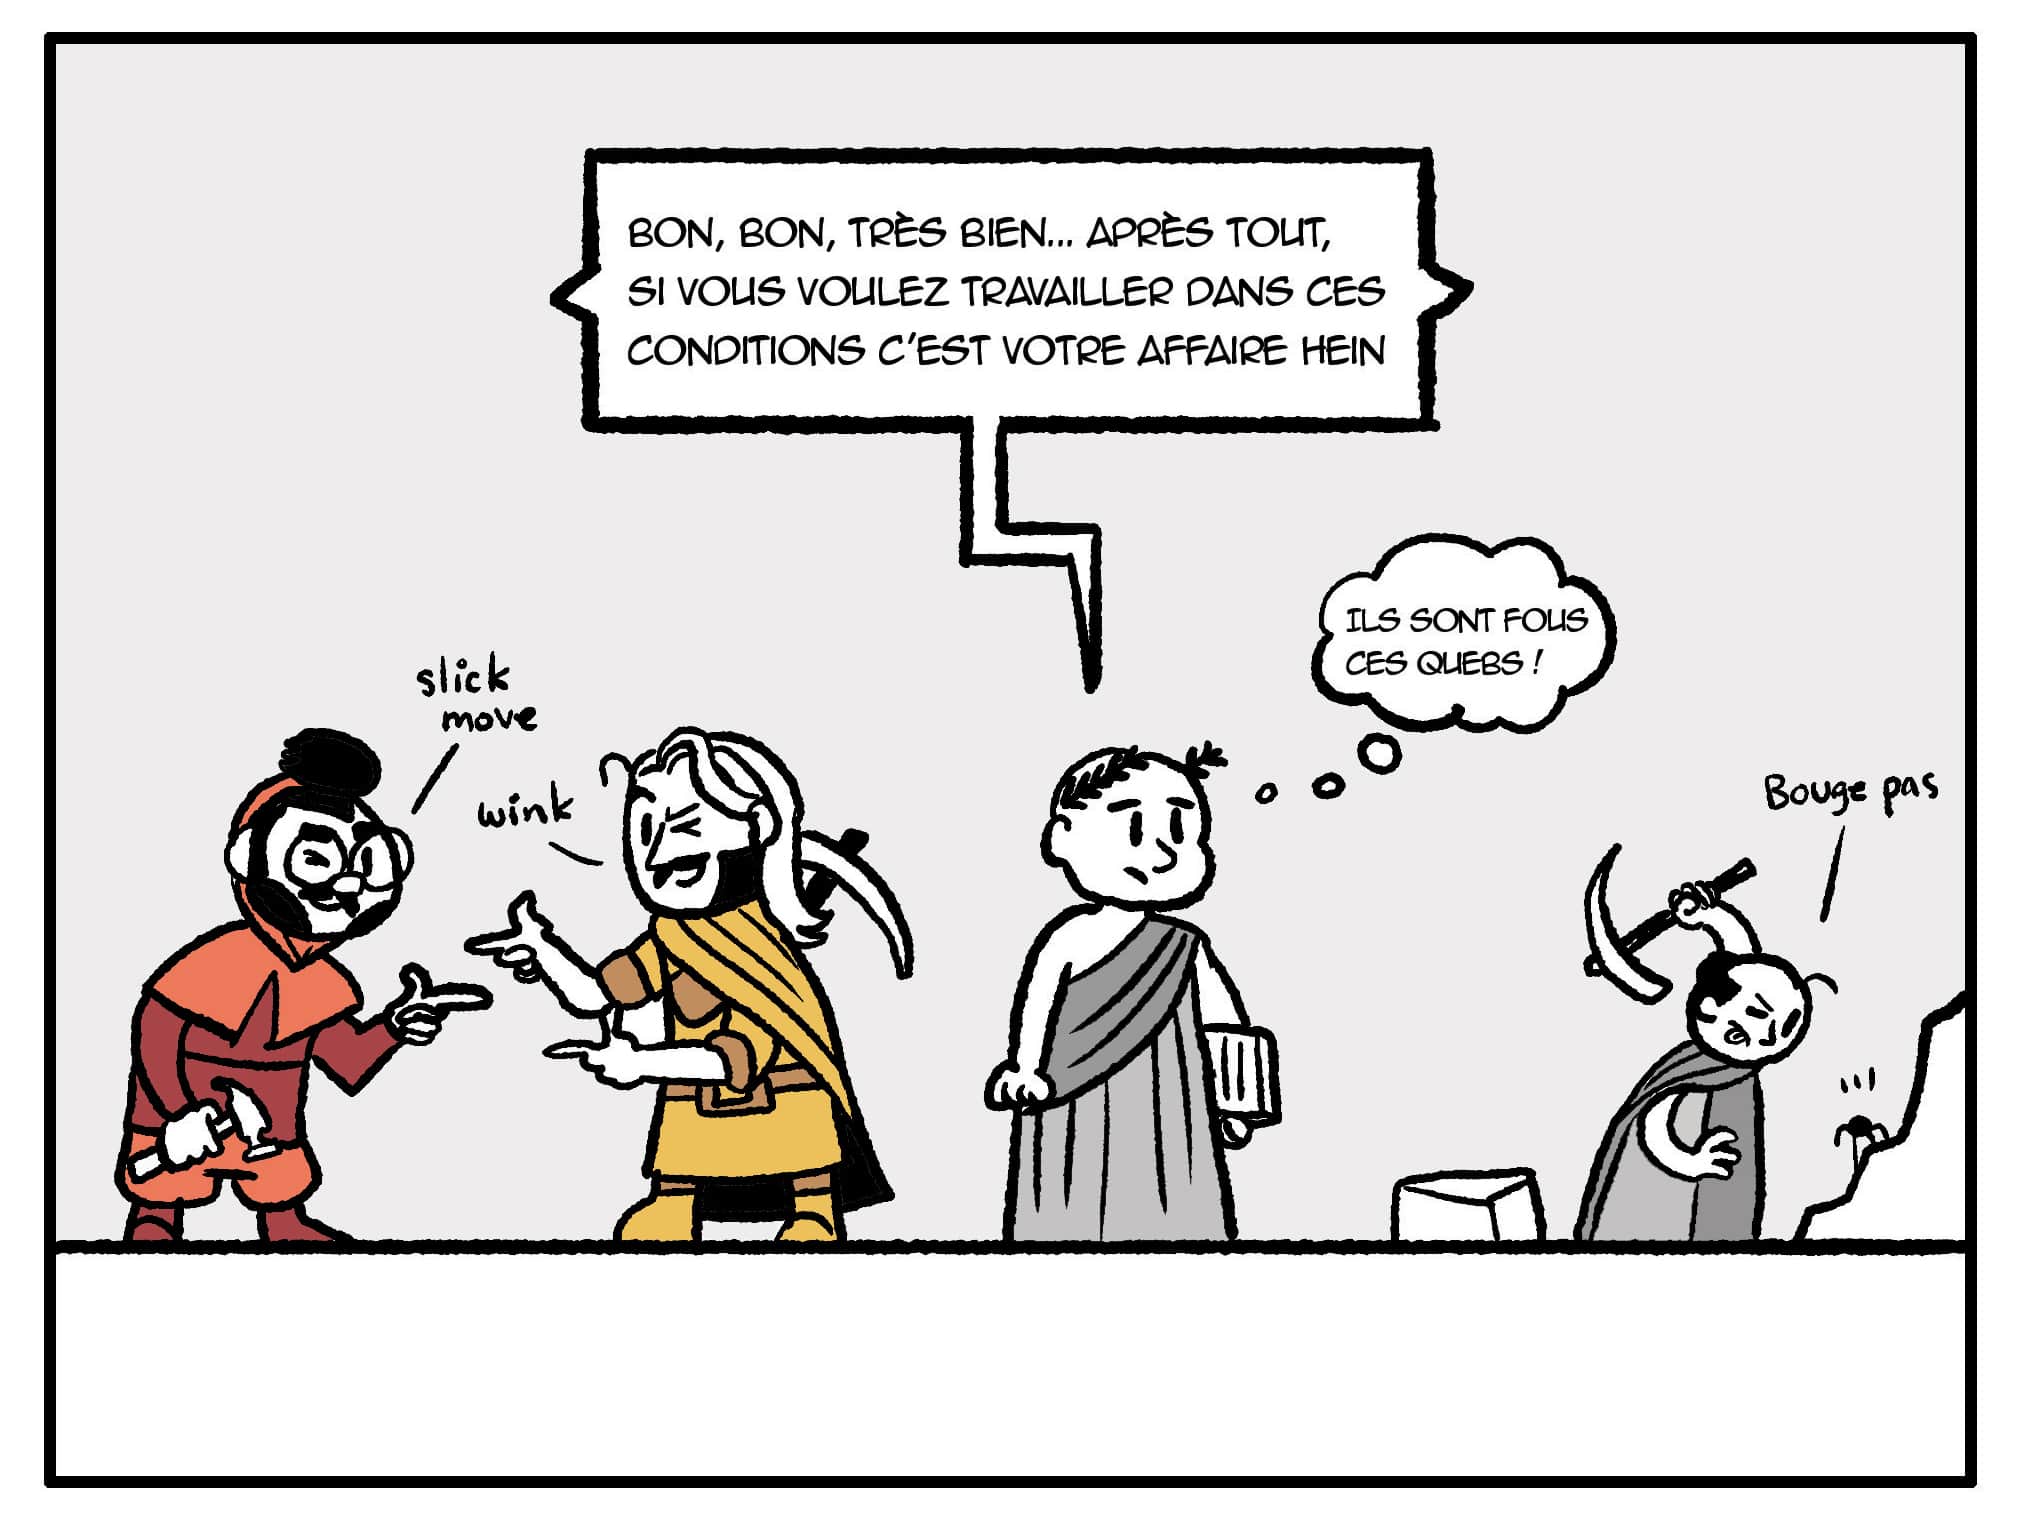 BON, BON, TRÈS BIEN... APRÈS TOUT,
SI VOUS VOULEZ TRAVAILLER DANS CES
CONDITIONS C'EST VOTRE AFFAIRE HEIN
ILS SONT FOUS
CES QUEBS !
slick
move
wink
Bouge pas